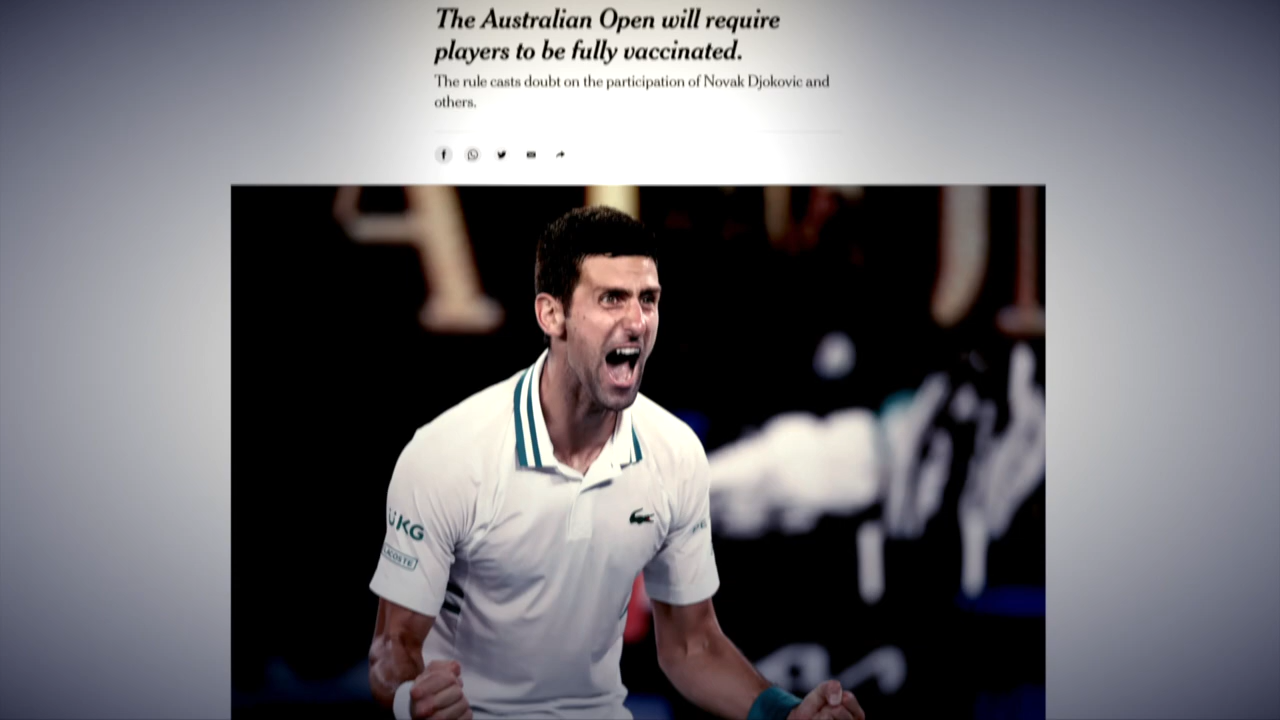 The Australian Open will require
players to be fully vaccinated.
The rule casts doubt on the participation of Novak Djokovic and
others.
A
UKG
LACOSTE